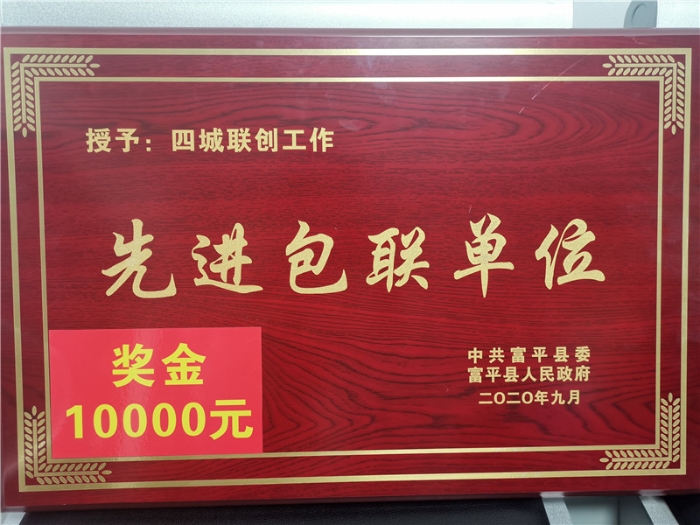 授予：四城联创工作
先进包联单位
奖金
10000元
中共富平县委
富平县人民政府
二〇二〇年九月